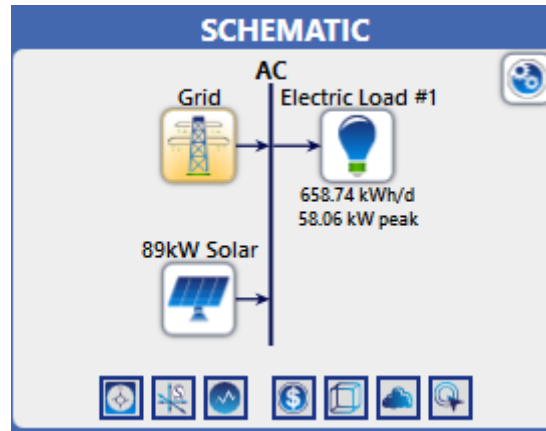 SCHEMATIC
AC
Grid
Electric Load #1
658.74 kWh/d
58.06 kW peak
89kW Solar